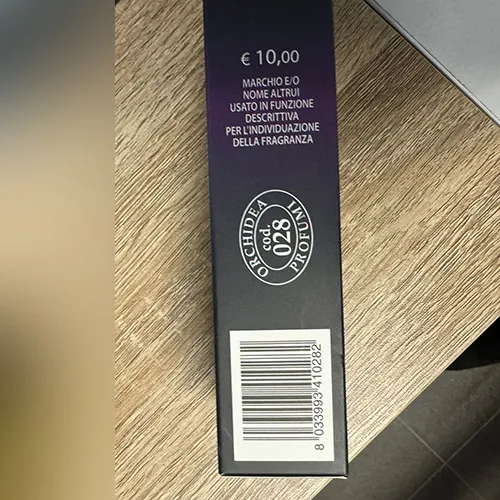 € 10,00
MARCHIO E/O
NOME ALTRUI
USATO IN FUNZIONE
DESCRITTIVA
PER L'INDIVIDUAZIONE
DELLA FRAGRANZA
ORCHIDEA
cod.
028
PROFUMI
8 033993 410282